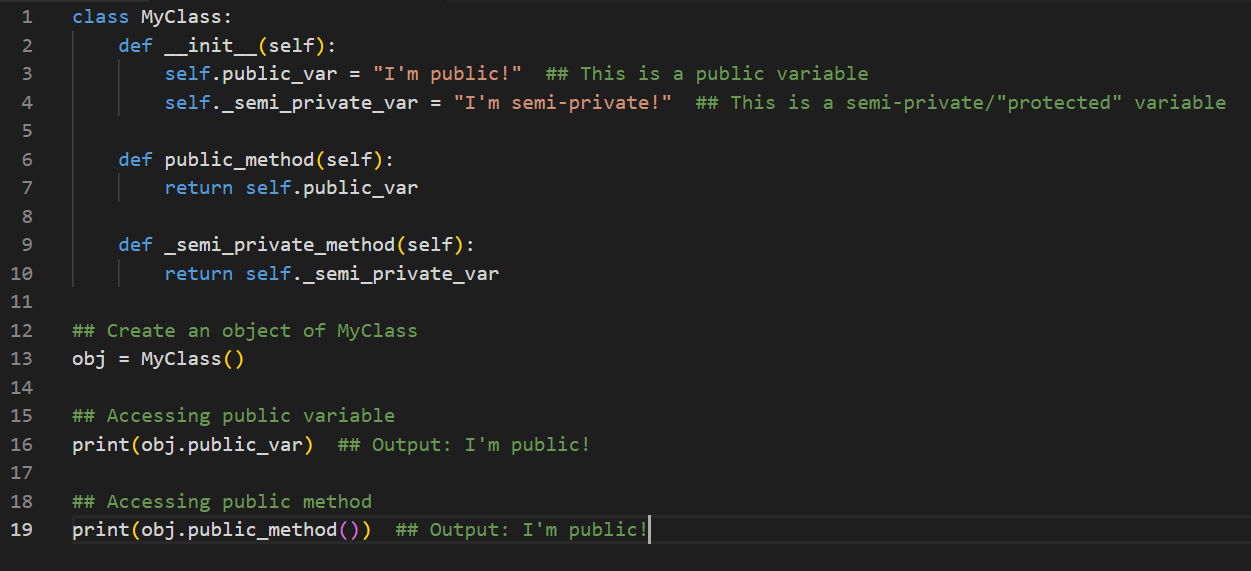 1 class MyClass:
2     def __init__(self):
3         self.public_var = "I'm public!"  ## This is a public variable
4         self._semi_private_var = "I'm semi-private!"  ## This is a semi-private/"protected" variable
5
6     def public_method(self):
7         return self.public_var
8
9     def _semi_private_method(self):
10         return self._semi_private_var
11
12 ## Create an object of MyClass
13 obj = MyClass()
14
15 ## Accessing public variable
16 print(obj.public_var)  ## Output: I'm public!
17
18 ## Accessing public method
19 print(obj.public_method())  ## Output: I'm public!